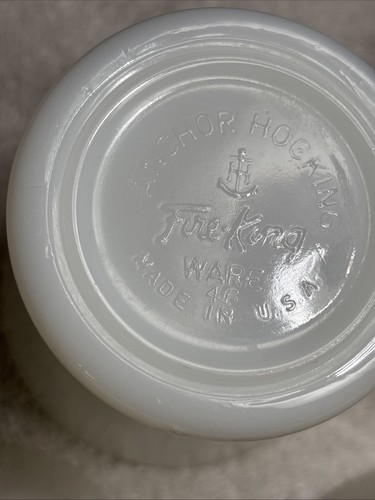 ANCHOR HOCKING
Fire-King
WARE
MADE IN U.S.A.